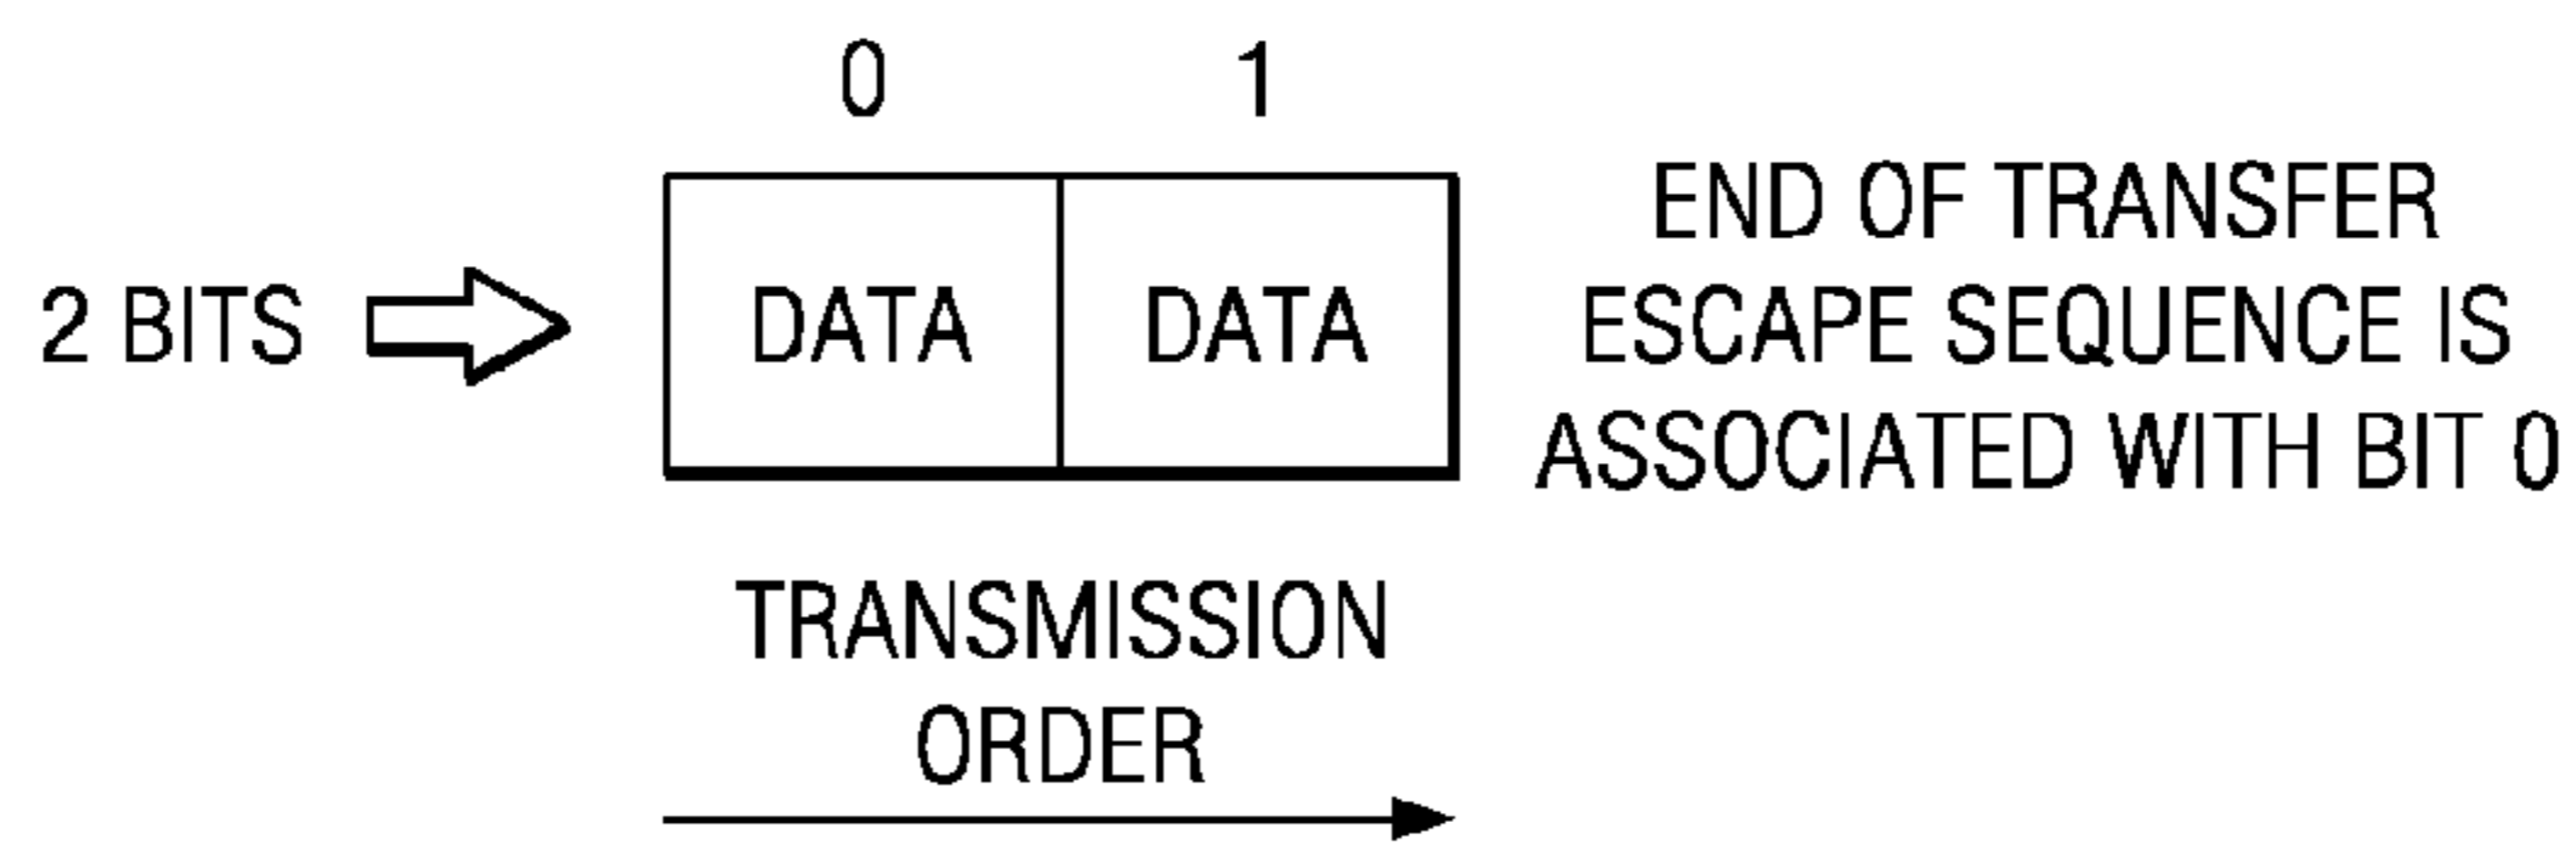 0 1
2 BITS
DATA DATA
END OF TRANSFER
ESCAPE SEQUENCE IS
ASSOCIATED WITH BIT 0
TRANSMISSION
ORDER